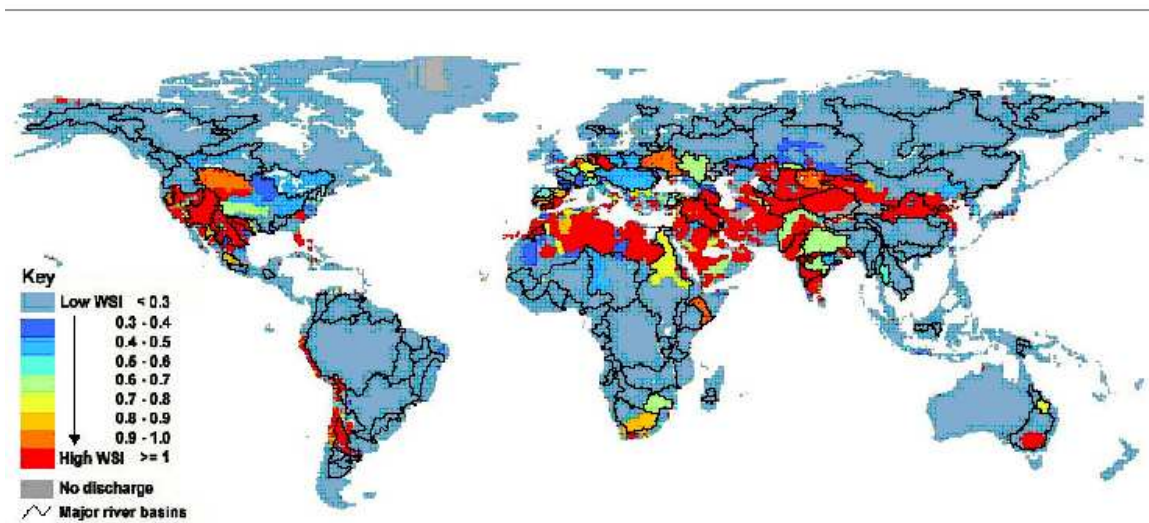 Key
Low WSI < 0.3
0.3 - 0.4
0.4 - 0.5
0.5 - 0.6
0.6 - 0.7
0.7 - 0.8
0.8 - 0.9
0.9 - 1.0
High WSI >= 1
No discharge
Major river basins